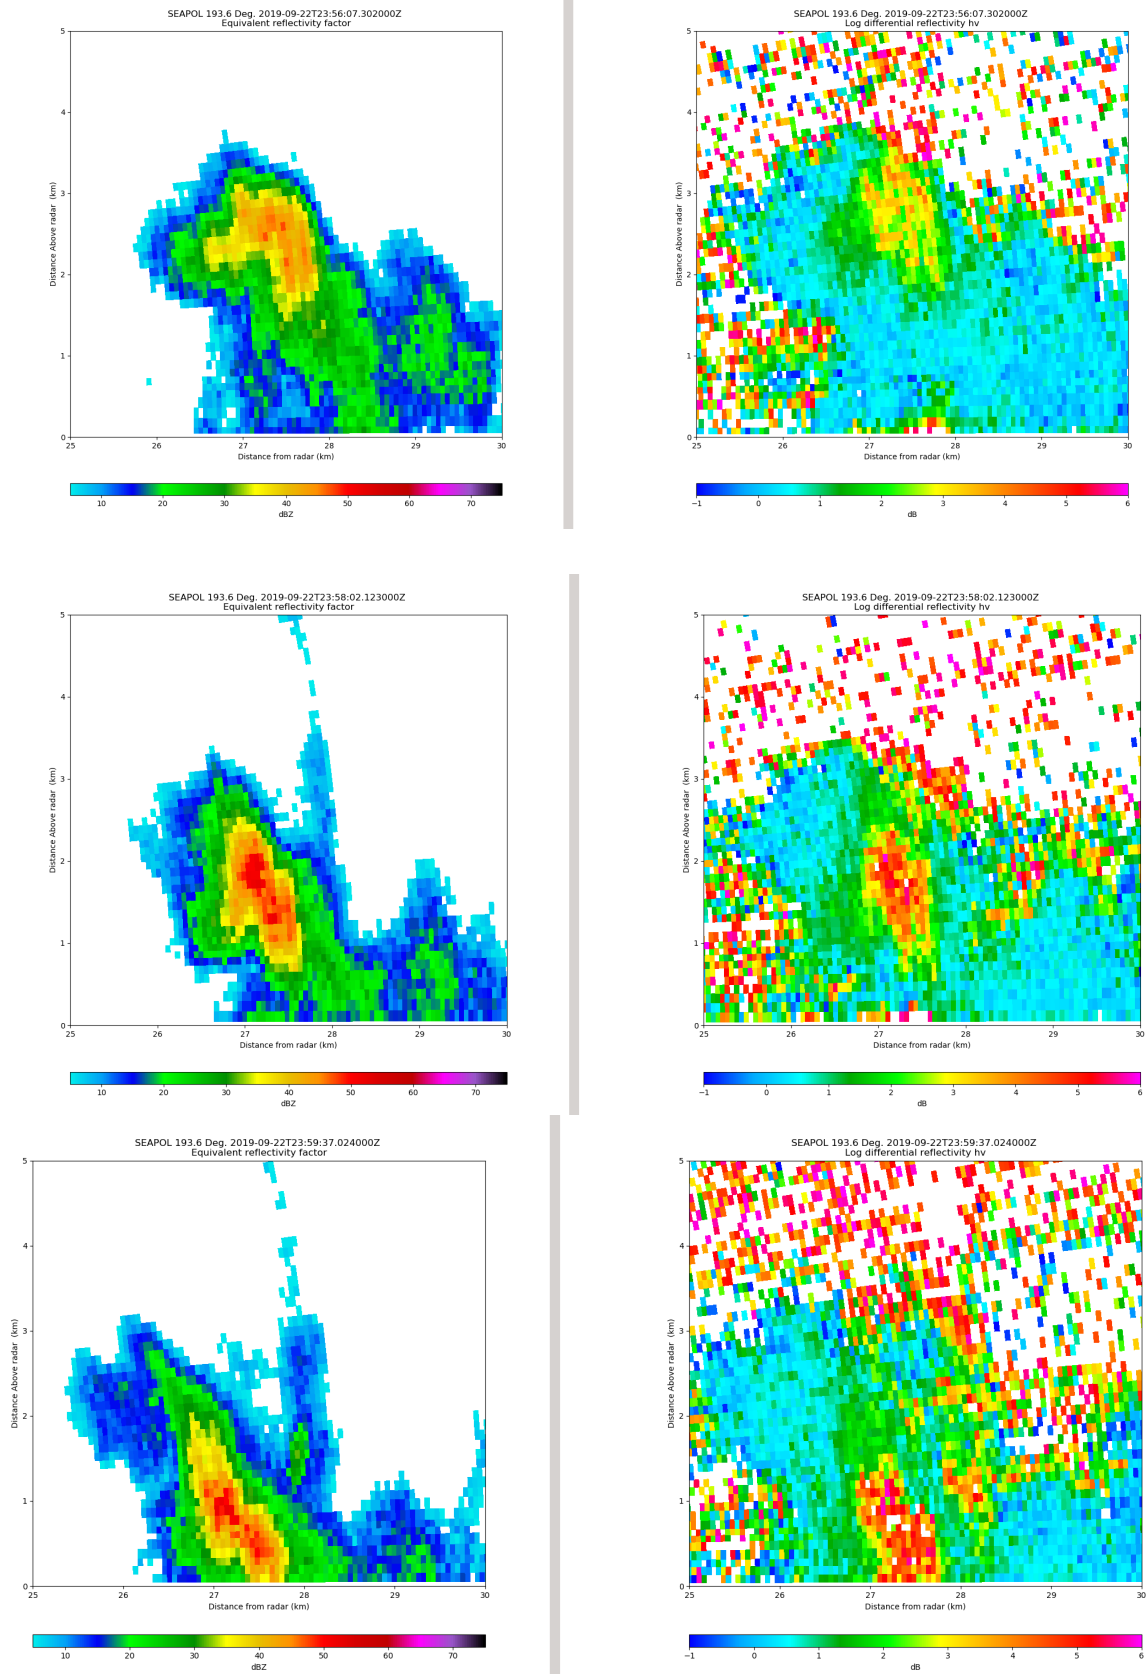 SEAPOL 193.6 Deg. 2019-09-22T23:56:07.302000Z
Equivalent reflectivity factor
5
4
3
2
1
0
Distance Above radar (km)
25 26 27 28 29 30
Distance from radar (km)
10 20 30 40 50 60 70
dBZ
SEAPOL 193.6 Deg. 2019-09-22T23:56:07.302000Z
Log differential reflectivity hv
5
4
3
2
1
0
Distance Above radar (km)
25 26 27 28 29 30
Distance from radar (km)
−1 0 1 2 3 4 5 6
dB
SEAPOL 193.6 Deg. 2019-09-22T23:58:02.123000Z
Equivalent reflectivity factor
5
4
3
2
1
0
Distance Above radar (km)
25 26 27 28 29 30
Distance from radar (km)
10 20 30 40 50 60 70
dBZ
SEAPOL 193.6 Deg. 2019-09-22T23:58:02.123000Z
Log differential reflectivity hv
5
4
3
2
1
0
Distance Above radar (km)
25 26 27 28 29 30
Distance from radar (km)
−1 0 1 2 3 4 5 6
dB
SEAPOL 193.6 Deg. 2019-09-22T23:59:37.024000Z
Equivalent reflectivity factor
5
4
3
2
1
0
Distance Above radar (km)
25 26 27 28 29 30
Distance from radar (km)
10 20 30 40 50 60 70
dBZ
SEAPOL 193.6 Deg. 2019-09-22T23:59:37.024000Z
Log differential reflectivity hv
5
4
3
2
1
0
Distance Above radar (km)
25 26 27 28 29 30
Distance from radar (km)
−1 0 1 2 3 4 5 6
dB